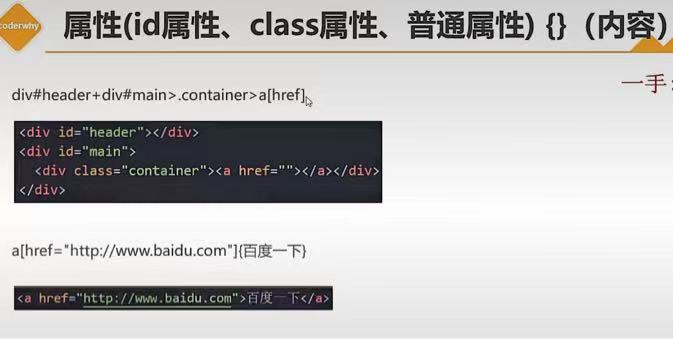 coderwhy
属性(id属性、class属性、普通属性) {}（内容）
一手:
div#header+div#main>.container>a[href]
<div id="header"></div>
<div id="main">
<div class="container"><a href=""></a></div>
</div>
a[href="http://www.baidu.com"]{百度一下}
<a href="http://www.baidu.com">百度一下</a>